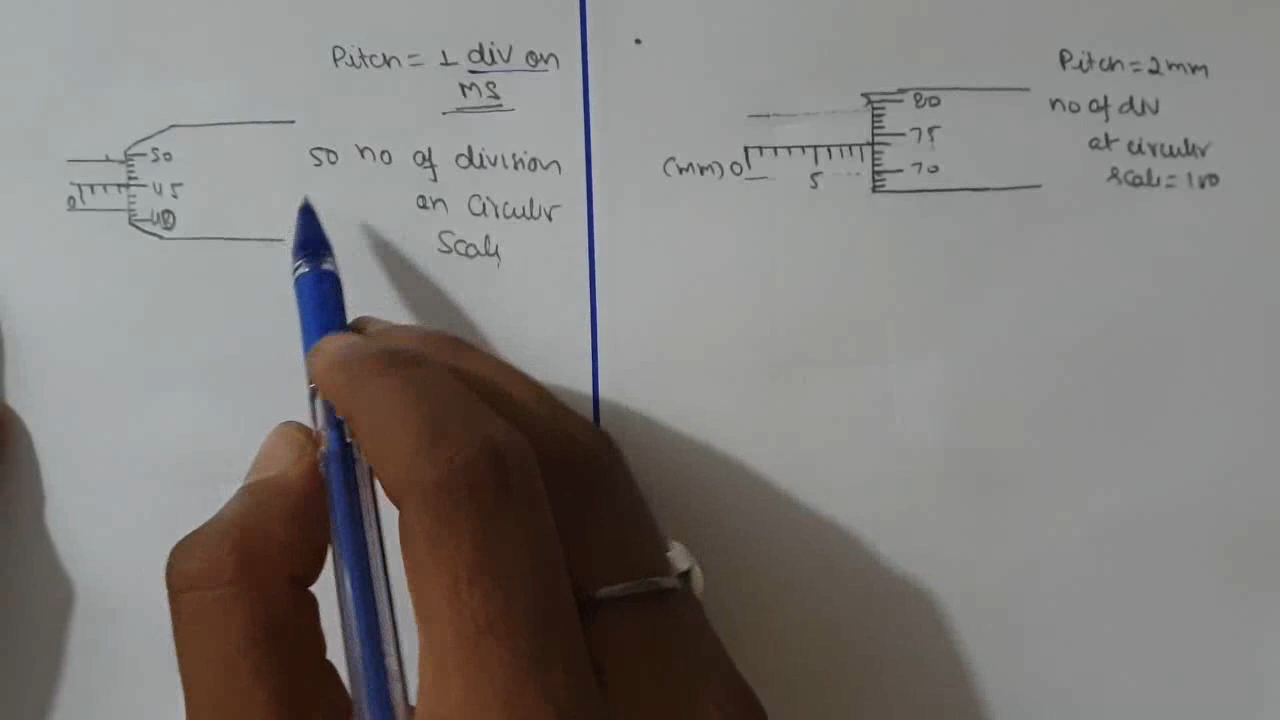 Pitch = 1 div on
MS
50 no of division
on circular
Scale
50
45
40
0
Pitch = 2mm
no of div
at circular
scale = 100
80
75
70
(mm) 0
5